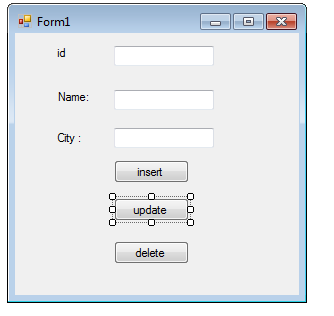 Form1
id
Name:
City :
insert
update
delete